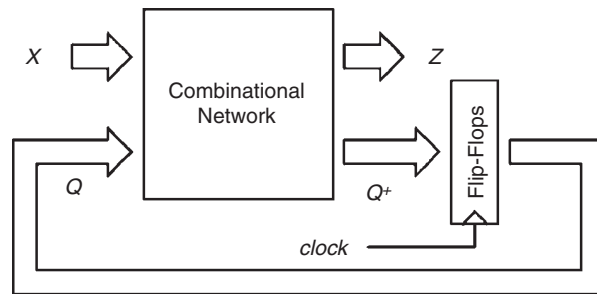 X
Combinational
Network
Z
Flip-Flops
Q
Q⁺
clock